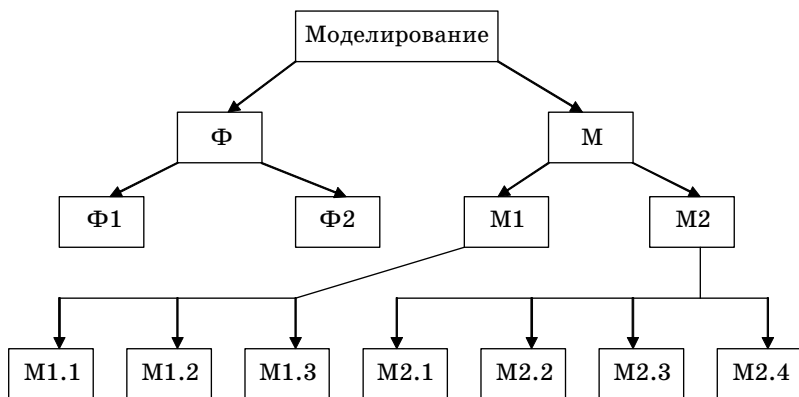 Моделирование
Ф
М
Ф1
Ф2
М1
М2
М1.1
М1.2
М1.3
М2.1
М2.2
М2.3
М2.4